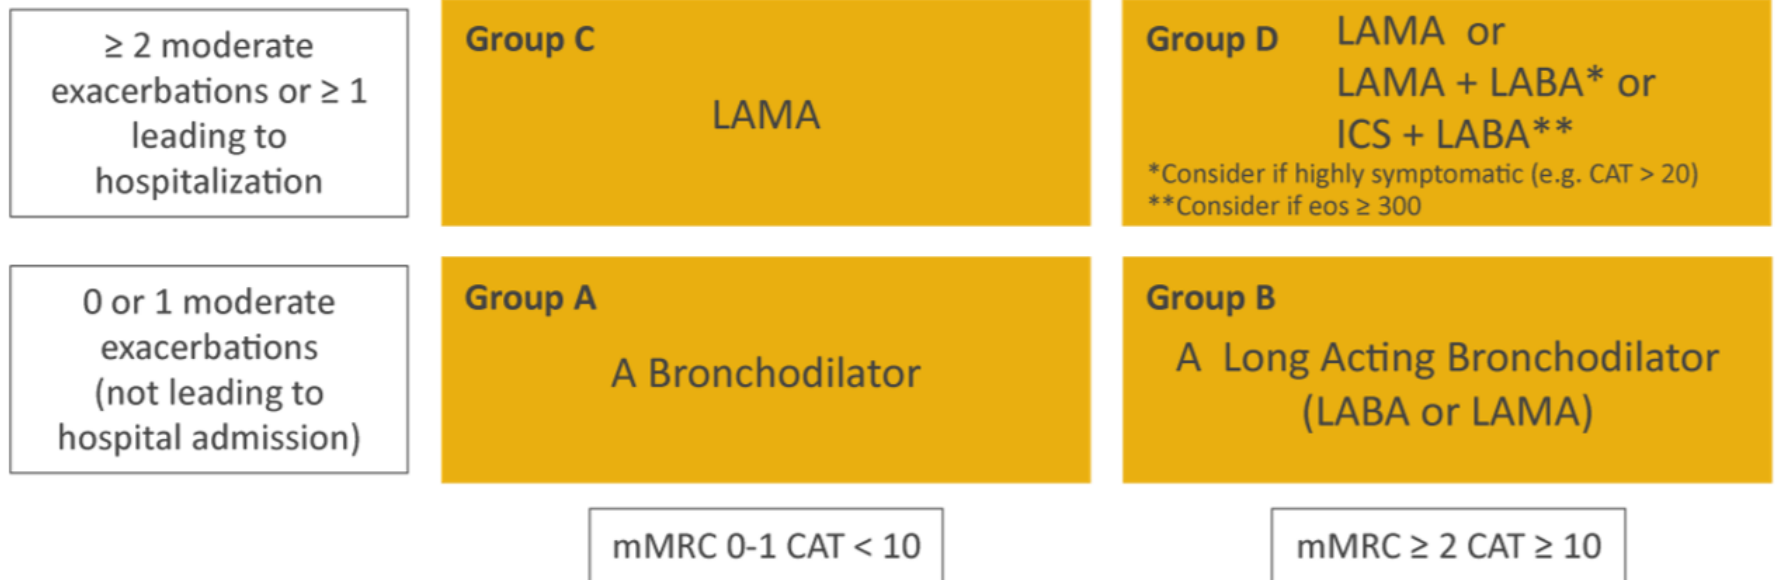 ≥ 2 moderate
exacerbations or ≥ 1
leading to
hospitalization
Group C
LAMA
Group D
LAMA or
LAMA + LABA* or
ICS + LABA**
*Consider if highly symptomatic (e.g. CAT > 20)
**Consider if eos ≥ 300
0 or 1 moderate
exacerbations
(not leading to
hospital admission)
Group A
A Bronchodilator
Group B
A Long Acting Bronchodilator
(LABA or LAMA)
mMRC 0-1 CAT < 10
mMRC ≥ 2 CAT ≥ 10